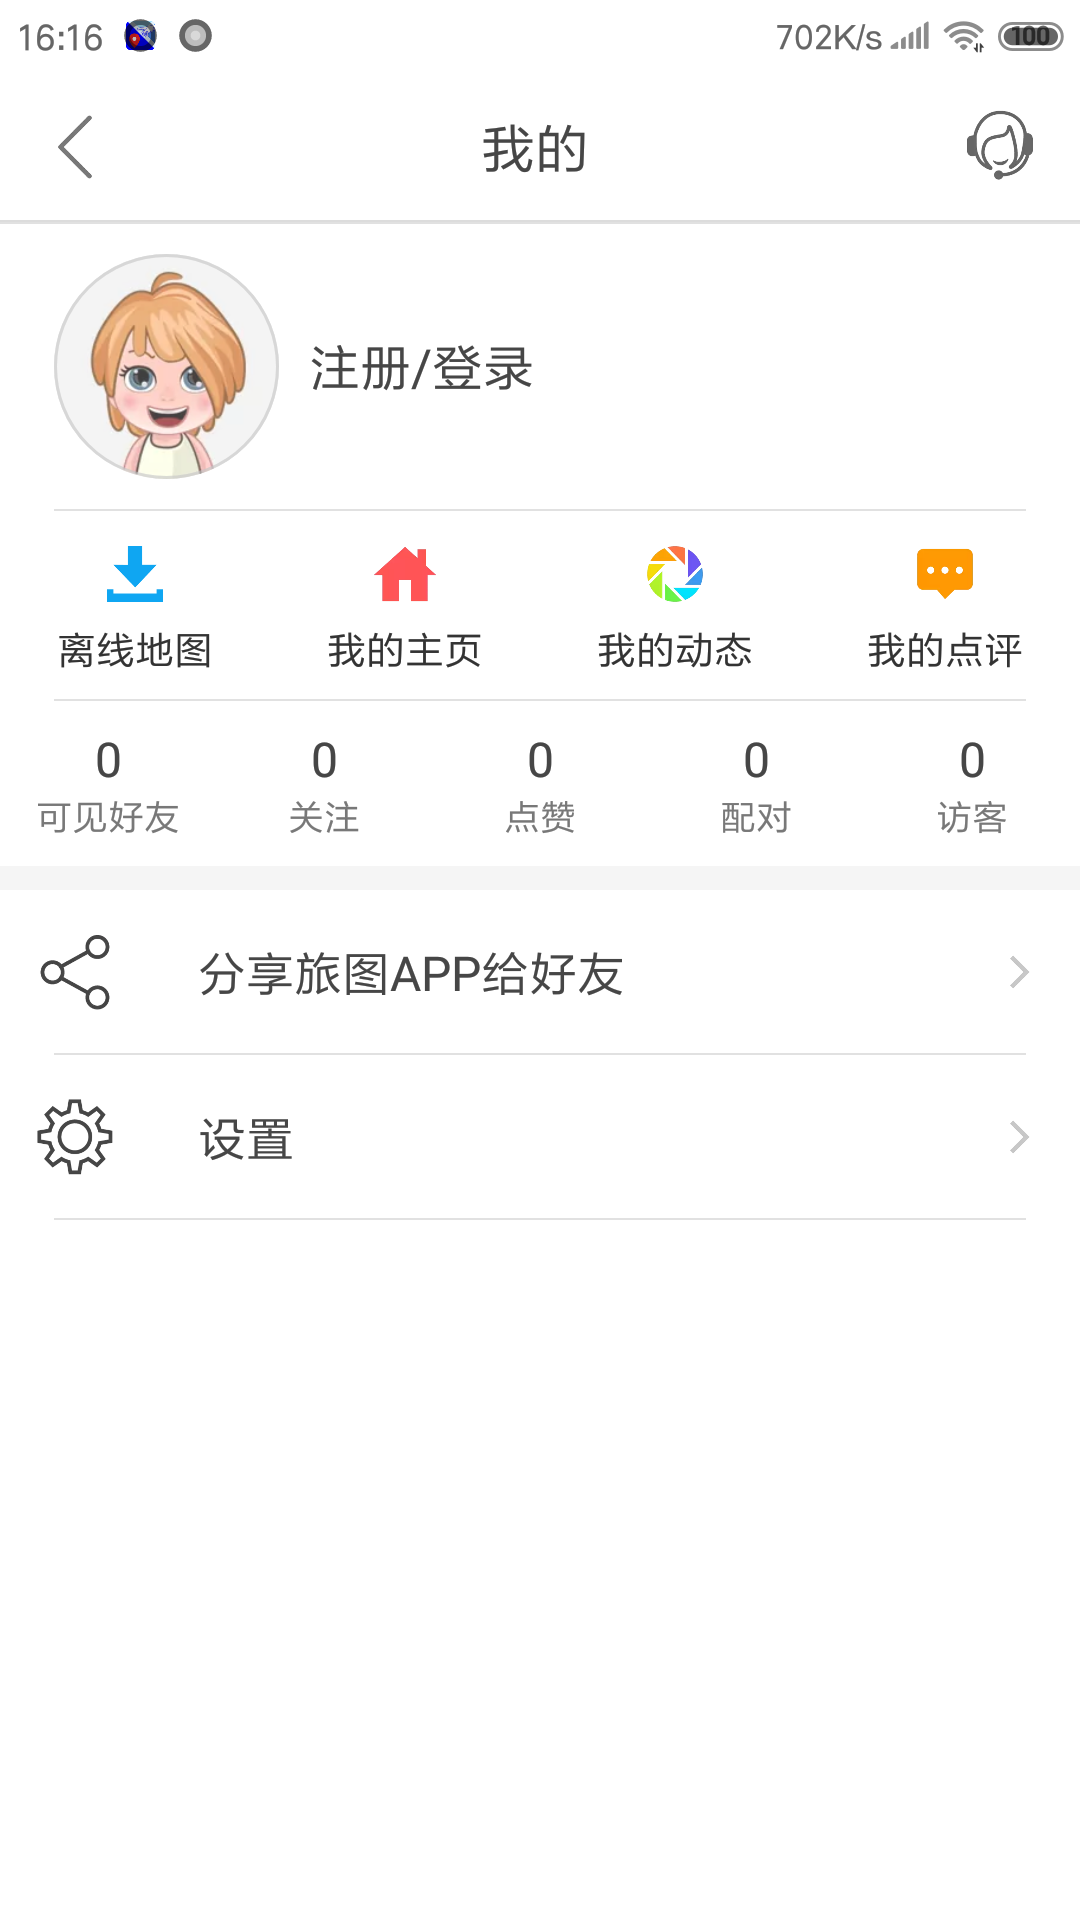 16:16 702K/s 100
我的
注册/登录
离线地图 我的主页 我的动态 我的点评
0 0 0 0 0
可见好友 关注 点赞 配对 访客
分享旅图APP给好友
设置